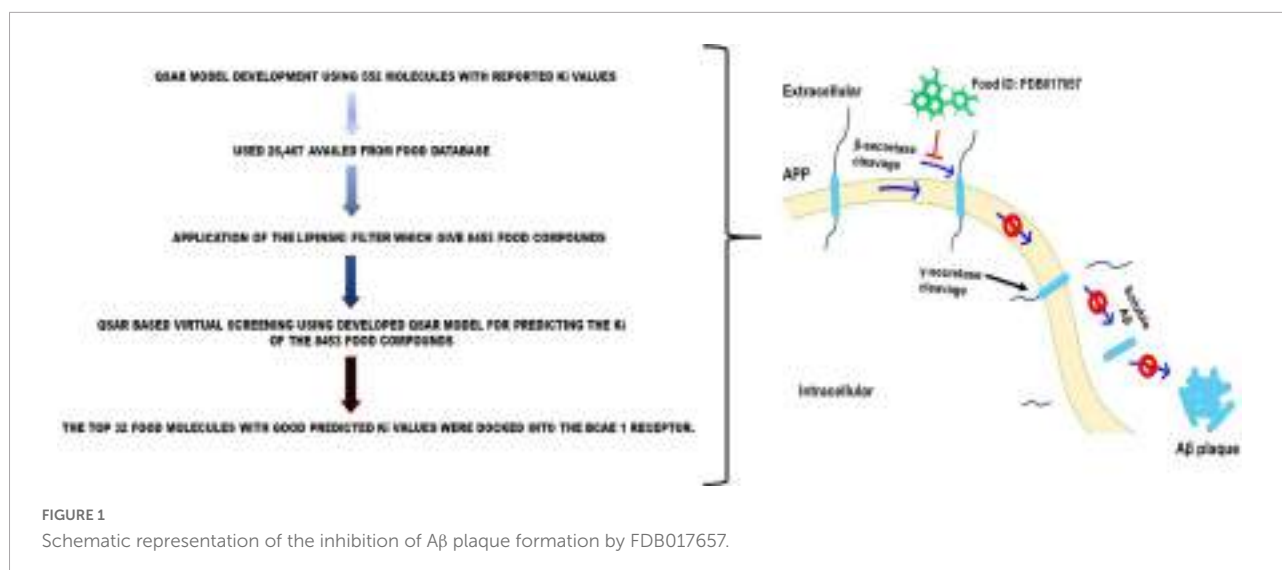 QSAR MODEL DEVELOPMENT USING 552 MOLECULES WITH REPORTED Ki VALUES
USED 26,467 AVAILED FROM FOOD DATABASE
APPLICATION OF THE LIPINSKI FILTER WHICH GIVE 8453 FOOD COMPOUNDS
QSAR BASED VIRTUAL SCREENING USING DEVELOPED QSAR MODEL FOR PREDICTING THE Ki
OF THE 8453 FOOD COMPOUNDS
THE TOP 32 FOOD MOLECULES WITH GOOD PREDICTED Ki VALUES WERE DOCKED INTO THE BCAE 1 RECEPTOR.
Extracellular
Food ID: FDB017657
β-secretase
cleavage
APP
γ-secretase
cleavage
Soluble
Aβ
Intracellular
Aβ plaque
FIGURE 1
Schematic representation of the inhibition of Aβ plaque formation by FDB017657.